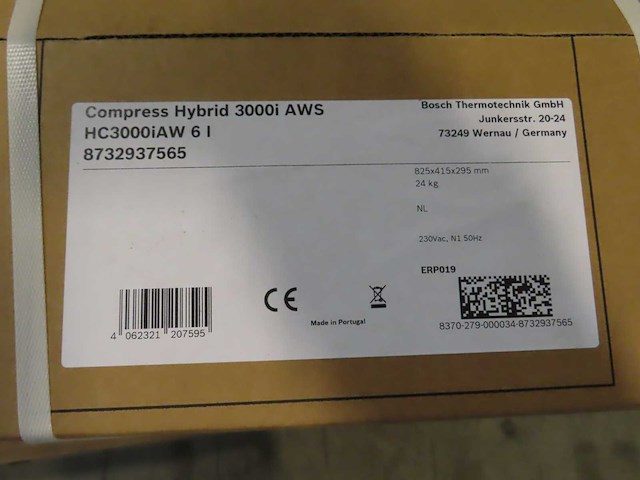 Compress Hybrid 3000i AWS
HC3000iAW 6 I
8732937565
Bosch Thermotechnik GmbH
Junkersstr. 20-24
73249 Wernau / Germany
825x415x295 mm
24 kg
NL
230Vac, N1 50Hz
ERP019
CE
Made in Portugal
4 062321 207595
8370-279-000034-8732937565